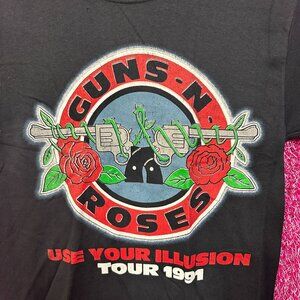 GUNS-N-
ROSES
USE YOUR ILLUSION
TOUR 1991